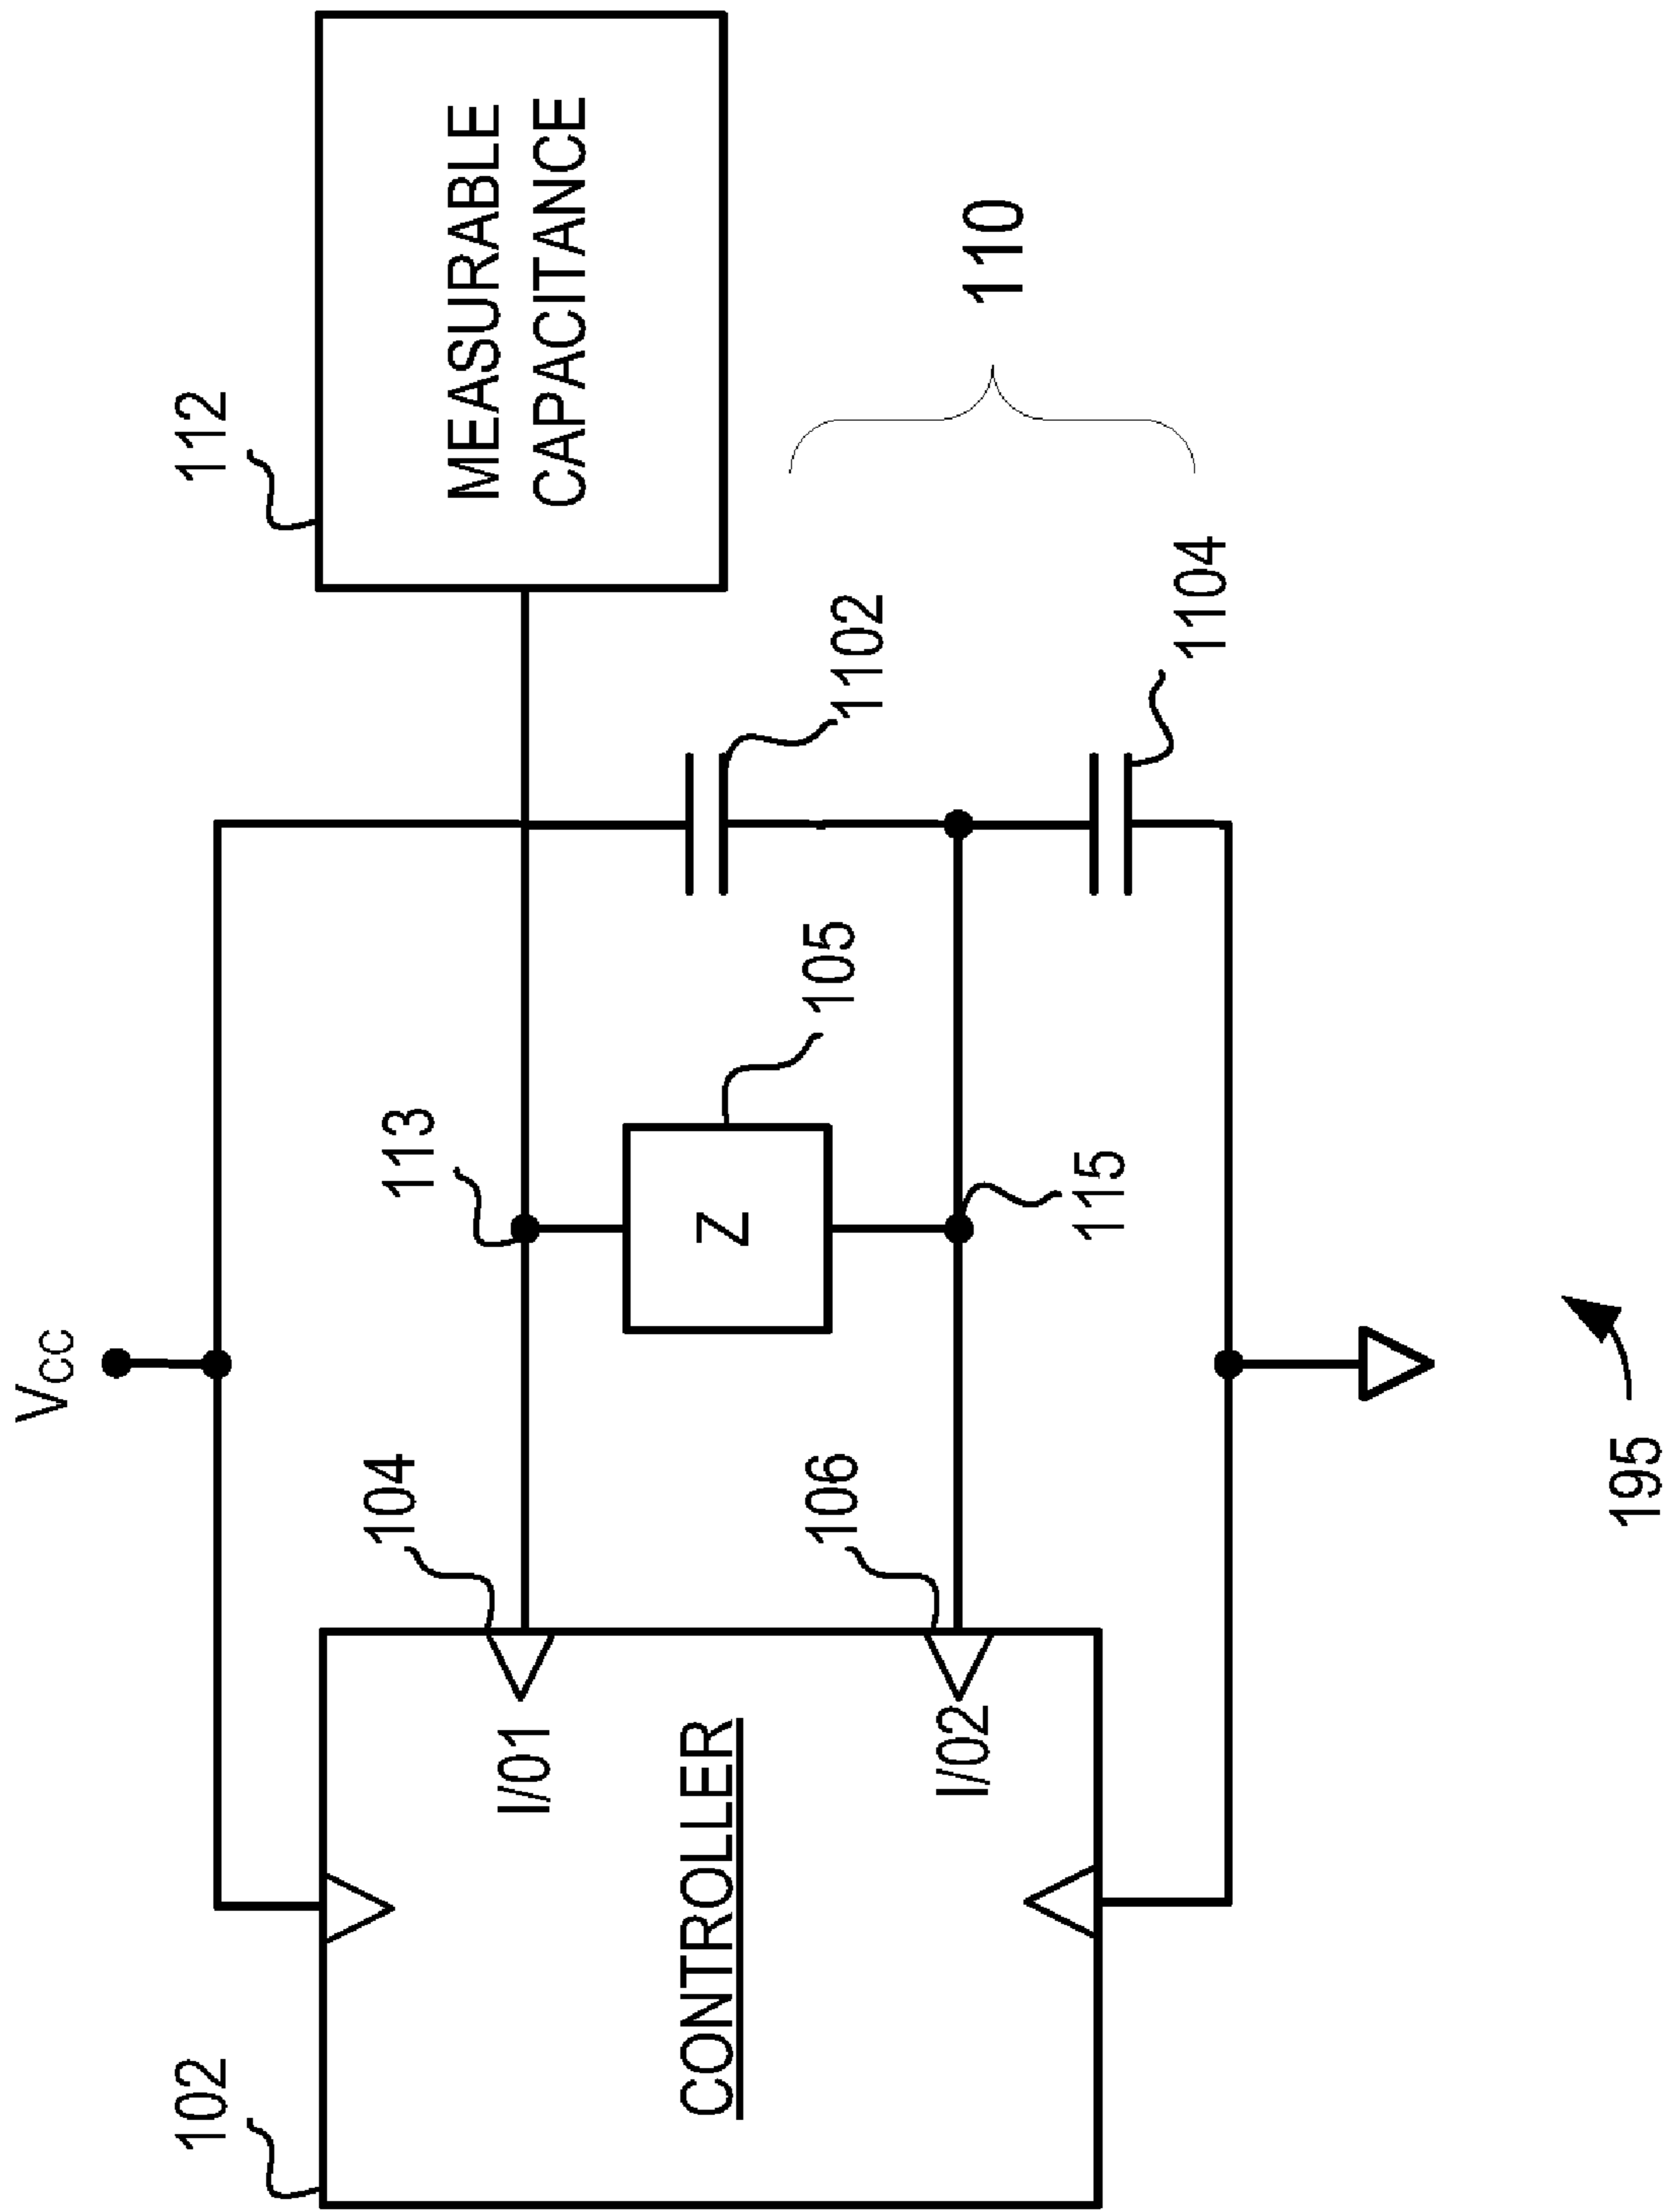 Vcc
112
MEASURABLE
CAPACITANCE
113
104
I/01
105
1102
110
102
CONTROLLER
106
I/02
115
1104
195